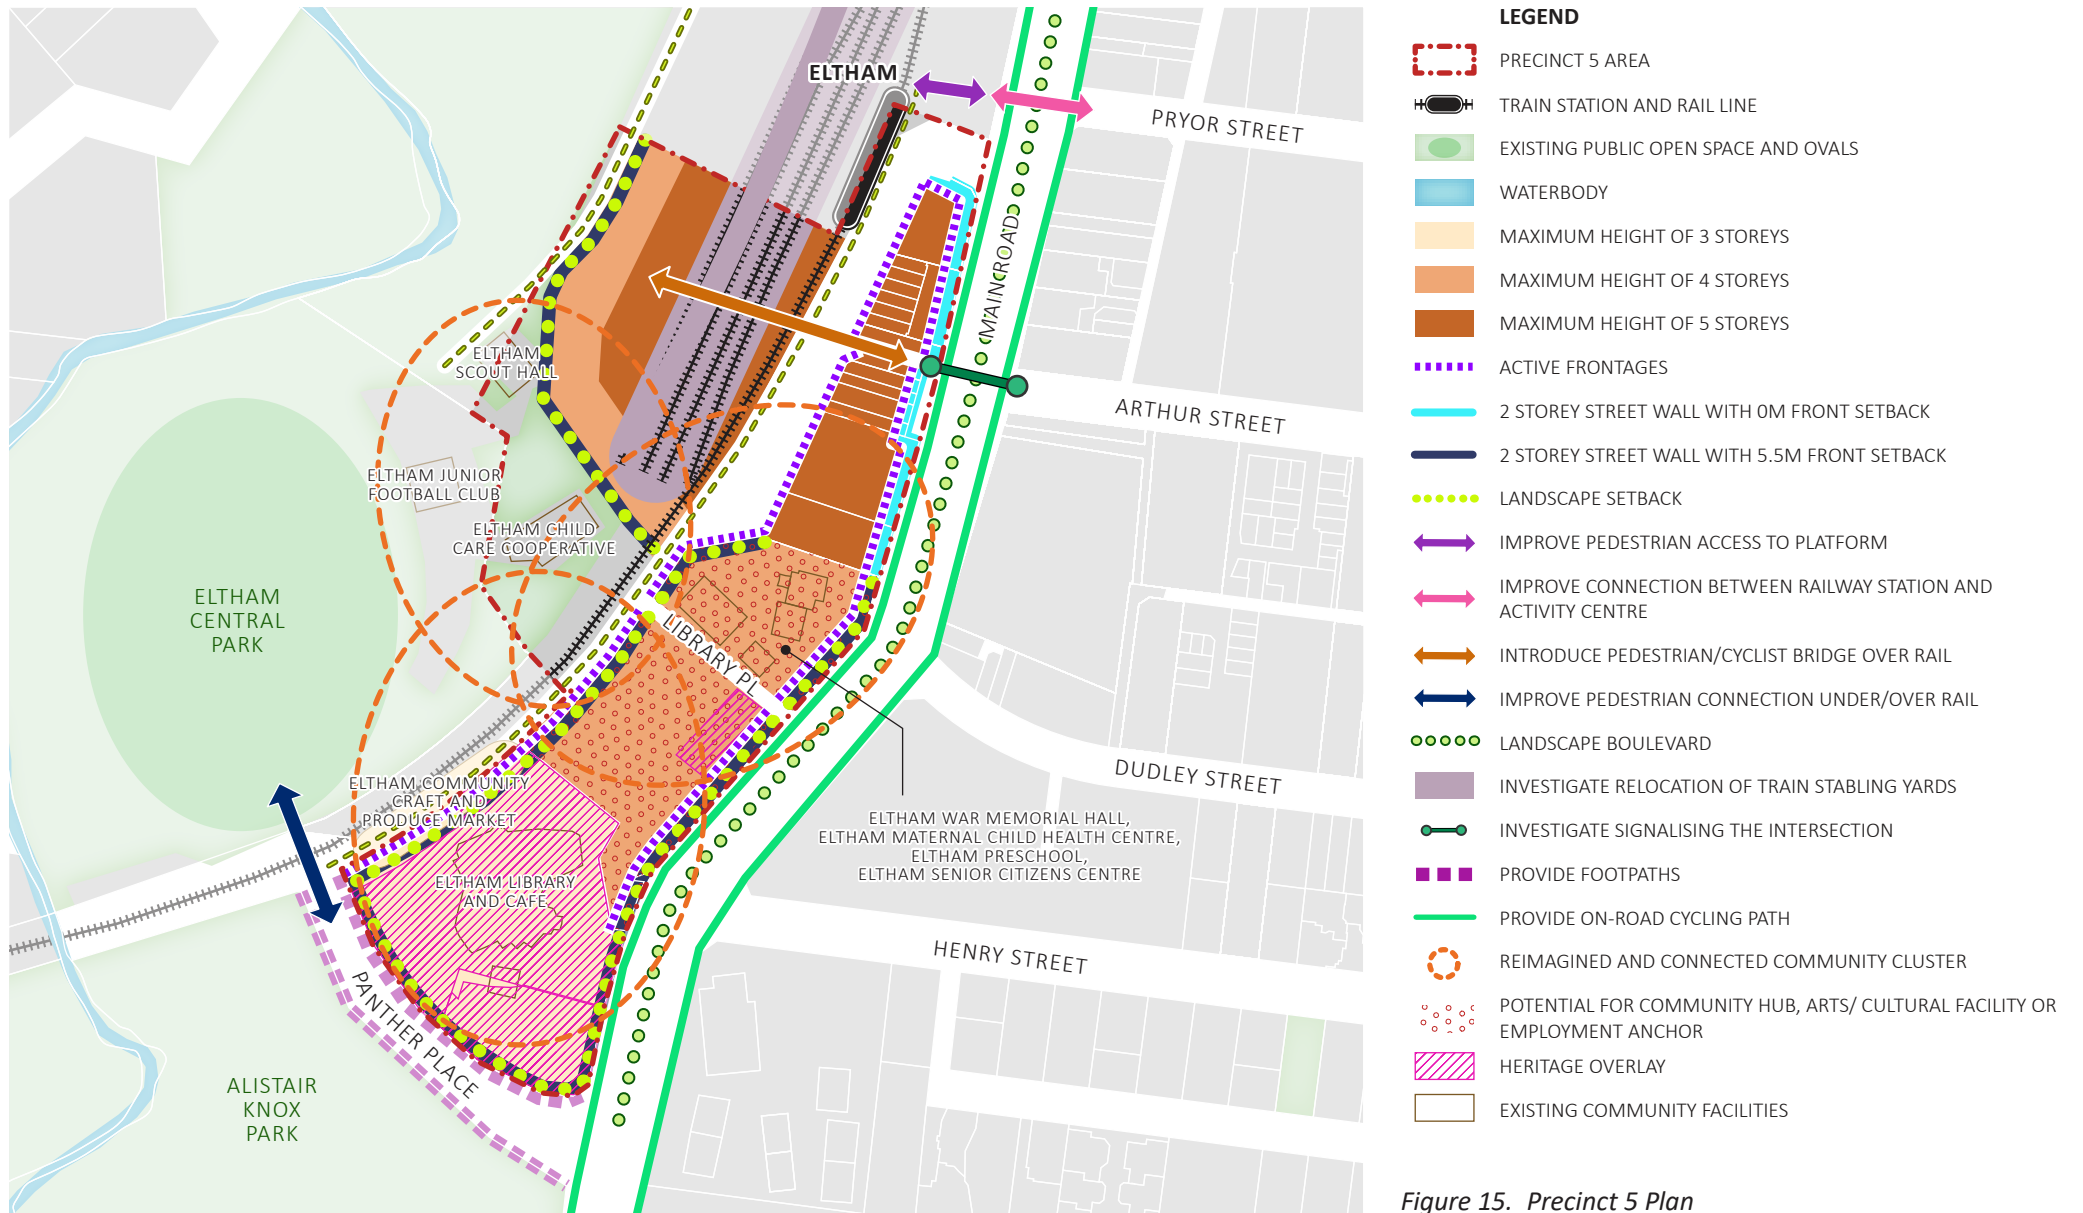 ELTHAM
PRYOR STREET
MAIN ROAD
ELTHAM
SCOUT HALL
ARTHUR STREET
ELTHAM JUNIOR
FOOTBALL CLUB
ELTHAM CHILD
CARE COOPERATIVE
ELTHAM
CENTRAL
PARK
LIBRARY PL
DUDLEY STREET
ELTHAM COMMUNITY
CRAFT AND
PRODUCE MARKET
ELTHAM WAR MEMORIAL HALL,
ELTHAM MATERNAL CHILD HEALTH CENTRE,
ELTHAM PRESCHOOL,
ELTHAM SENIOR CITIZENS CENTRE
ELTHAM LIBRARY
AND CAFE
HENRY STREET
PANTHER PLACE
ALISTAIR
KNOX
PARK
LEGEND
PRECINCT 5 AREA
TRAIN STATION AND RAIL LINE
EXISTING PUBLIC OPEN SPACE AND OVALS
WATERBODY
MAXIMUM HEIGHT OF 3 STOREYS
MAXIMUM HEIGHT OF 4 STOREYS
MAXIMUM HEIGHT OF 5 STOREYS
ACTIVE FRONTAGES
2 STOREY STREET WALL WITH 0M FRONT SETBACK
2 STOREY STREET WALL WITH 5.5M FRONT SETBACK
LANDSCAPE SETBACK
IMPROVE PEDESTRIAN ACCESS TO PLATFORM
IMPROVE CONNECTION BETWEEN RAILWAY STATION AND
ACTIVITY CENTRE
INTRODUCE PEDESTRIAN/CYCLIST BRIDGE OVER RAIL
IMPROVE PEDESTRIAN CONNECTION UNDER/OVER RAIL
LANDSCAPE BOULEVARD
INVESTIGATE RELOCATION OF TRAIN STABLING YARDS
INVESTIGATE SIGNALISING THE INTERSECTION
PROVIDE FOOTPATHS
PROVIDE ON-ROAD CYCLING PATH
REIMAGINED AND CONNECTED COMMUNITY CLUSTER
POTENTIAL FOR COMMUNITY HUB, ARTS/ CULTURAL FACILITY OR
EMPLOYMENT ANCHOR
HERITAGE OVERLAY
EXISTING COMMUNITY FACILITIES
Figure 15. Precinct 5 Plan